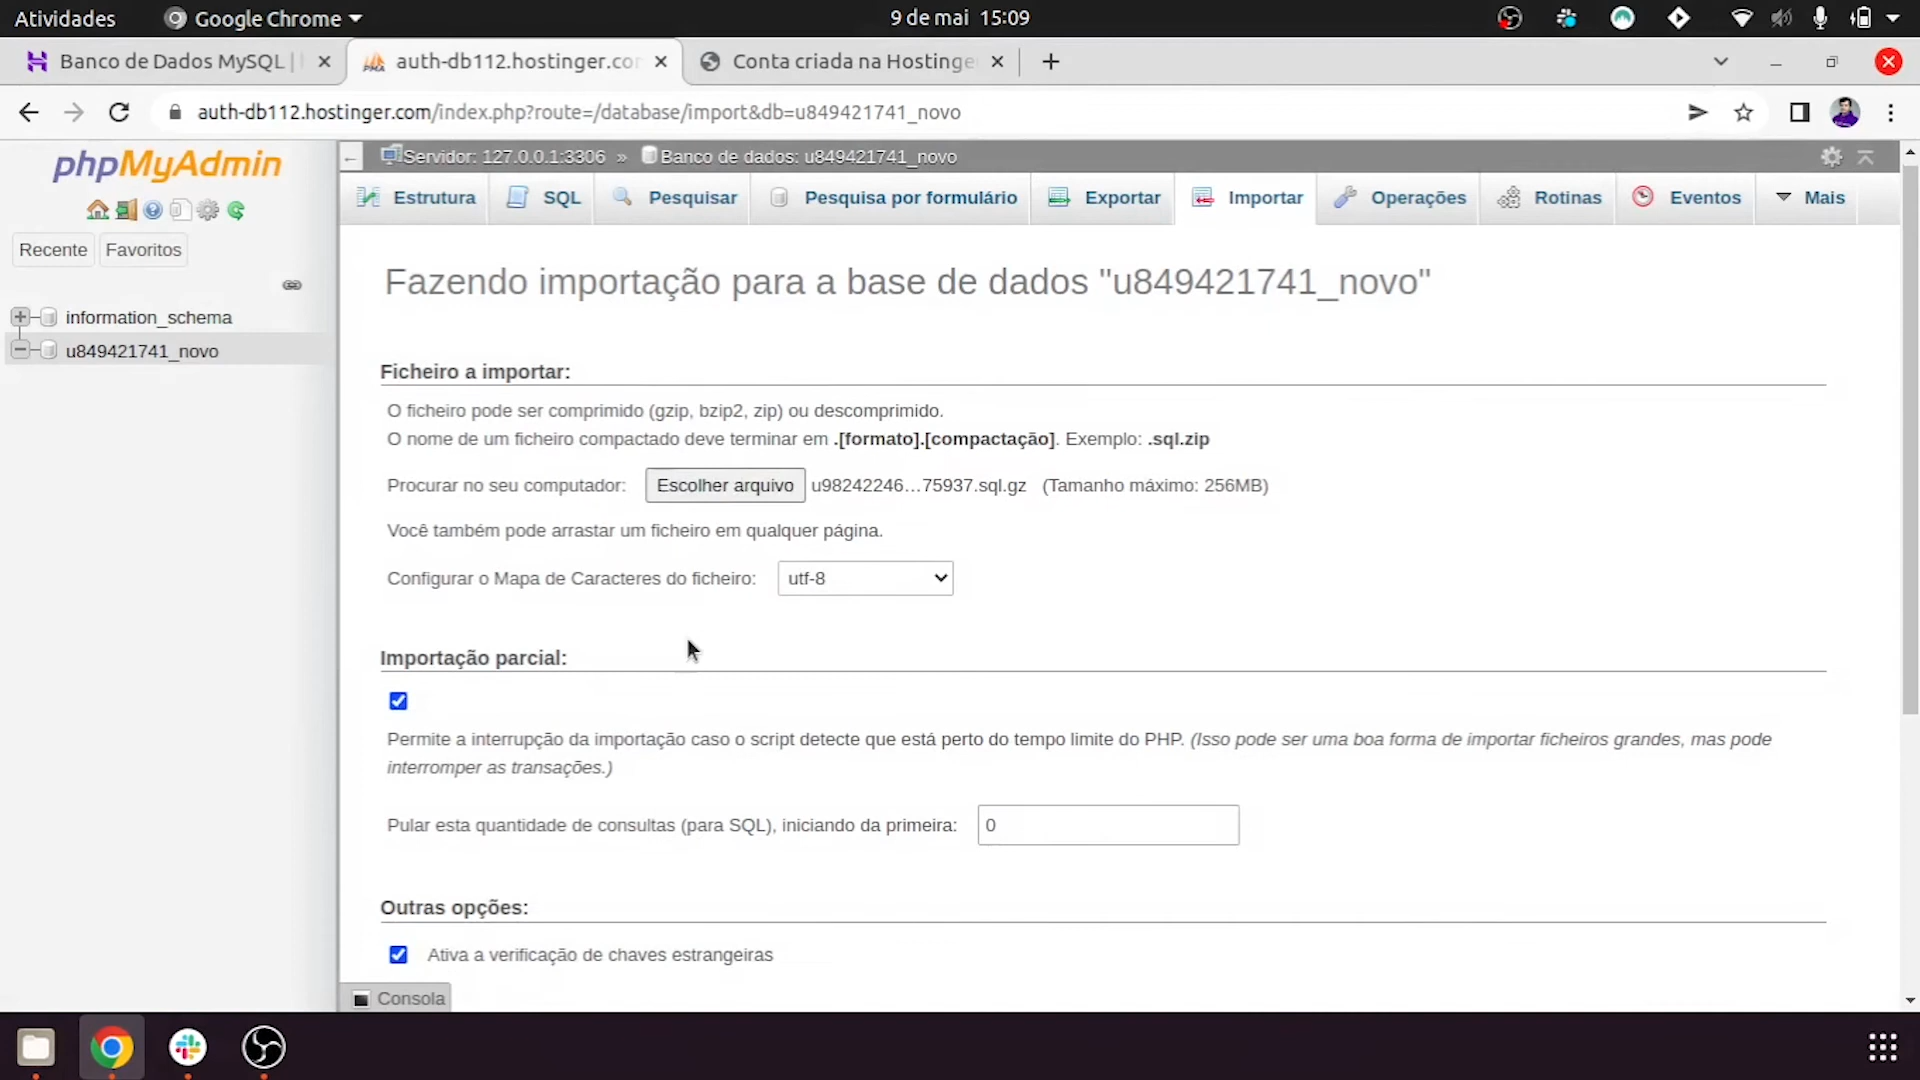 Atividades
Google Chrome
9 de mai 15:09
Banco de Dados MySQL |
auth-db112.hostinger.co
Conta criada na Hostinge
auth-db112.hostinger.com/index.php?route=/database/import&db=u849421741_novo
phpMyAdmin
Recente
Favoritos
information_schema
u849421741_novo
Servidor: 127.0.0.1:3306 » Banco de dados: u849421741_novo
Estrutura
SQL
Pesquisar
Pesquisa por formulário
Exportar
Importar
Operações
Rotinas
Eventos
Mais
Fazendo importação para a base de dados "u849421741_novo"
Ficheiro a importar:
O ficheiro pode ser comprimido (gzip, bzip2, zip) ou descomprimido.
O nome de um ficheiro compactado deve terminar em .[formato].[compactação]. Exemplo: .sql.zip
Procurar no seu computador: Escolher arquivo u98242246…75937.sql.gz (Tamanho máximo: 256MB)
Você também pode arrastar um ficheiro em qualquer página.
Configurar o Mapa de Caracteres do ficheiro: utf-8
Importação parcial:
Permite a interrupção da importação caso o script detecte que está perto do tempo limite do PHP. (Isso pode ser uma boa forma de importar ficheiros grandes, mas pode
interromper as transações.)
Pular esta quantidade de consultas (para SQL), iniciando da primeira: 0
Outras opções:
Ativa a verificação de chaves estrangeiras
Consola